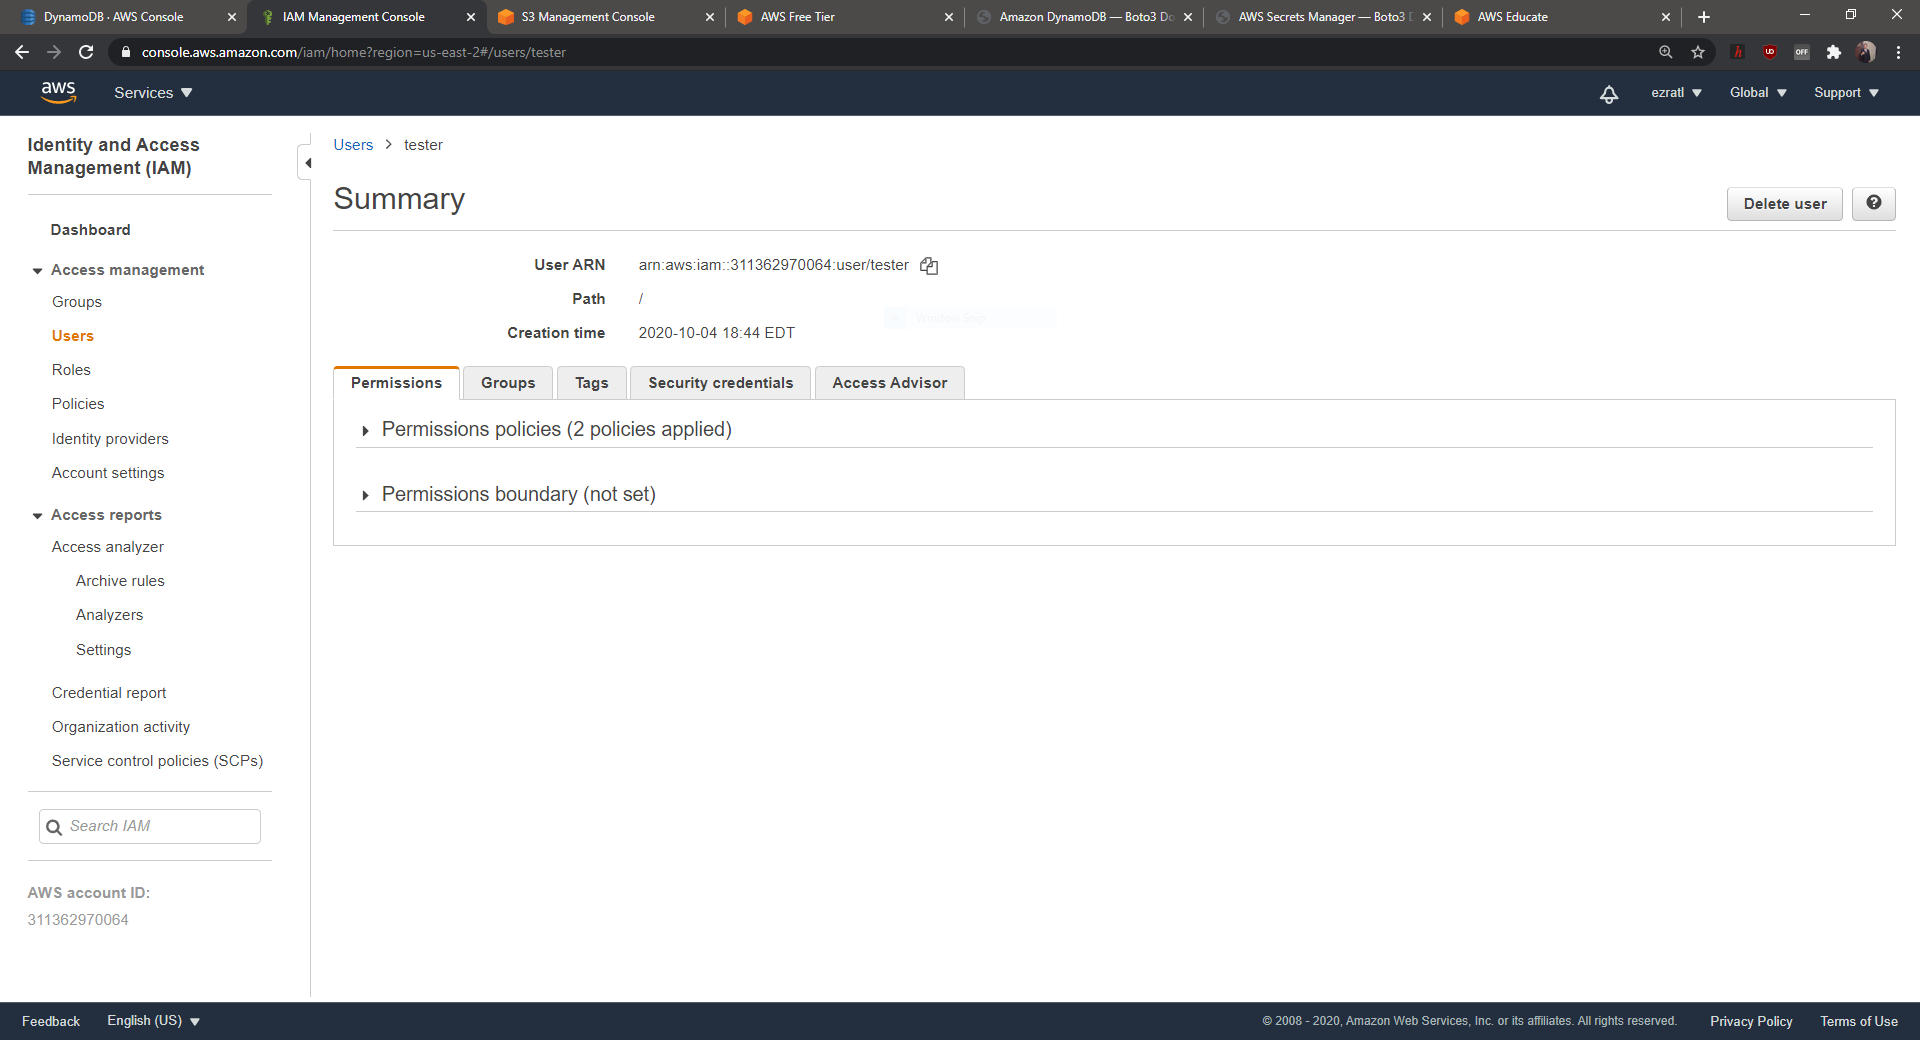 DynamoDB · AWS Console
IAM Management Console
S3 Management Console
AWS Free Tier
Amazon DynamoDB — Boto3 Do
AWS Secrets Manager — Boto3 D
AWS Educate
console.aws.amazon.com/iam/home?region=us-east-2#/users/tester
h
UD
OFF
aws
Services
ezratl
Global
Support
Identity and Access
Management (IAM)
Dashboard
Access management
Groups
Users
Roles
Policies
Identity providers
Account settings
Access reports
Access analyzer
Archive rules
Analyzers
Settings
Credential report
Organization activity
Service control policies (SCPs)
Search IAM
AWS account ID:
311362970064
Users > tester
Summary
Delete user
?
User ARN arn:aws:iam::311362970064:user/tester
Path /
Window Snip
Creation time 2020-10-04 18:44 EDT
Permissions
Groups
Tags
Security credentials
Access Advisor
Permissions policies (2 policies applied)
Permissions boundary (not set)
Feedback
English (US)
© 2008 - 2020, Amazon Web Services, Inc. or its affiliates. All rights reserved.
Privacy Policy
Terms of Use